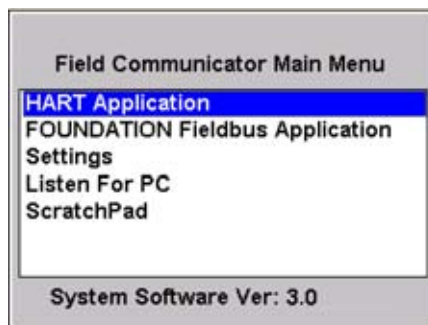 Field Communicator Main Menu
HART Application
FOUNDATION Fieldbus Application
Settings
Listen For PC
ScratchPad
System Software Ver: 3.0